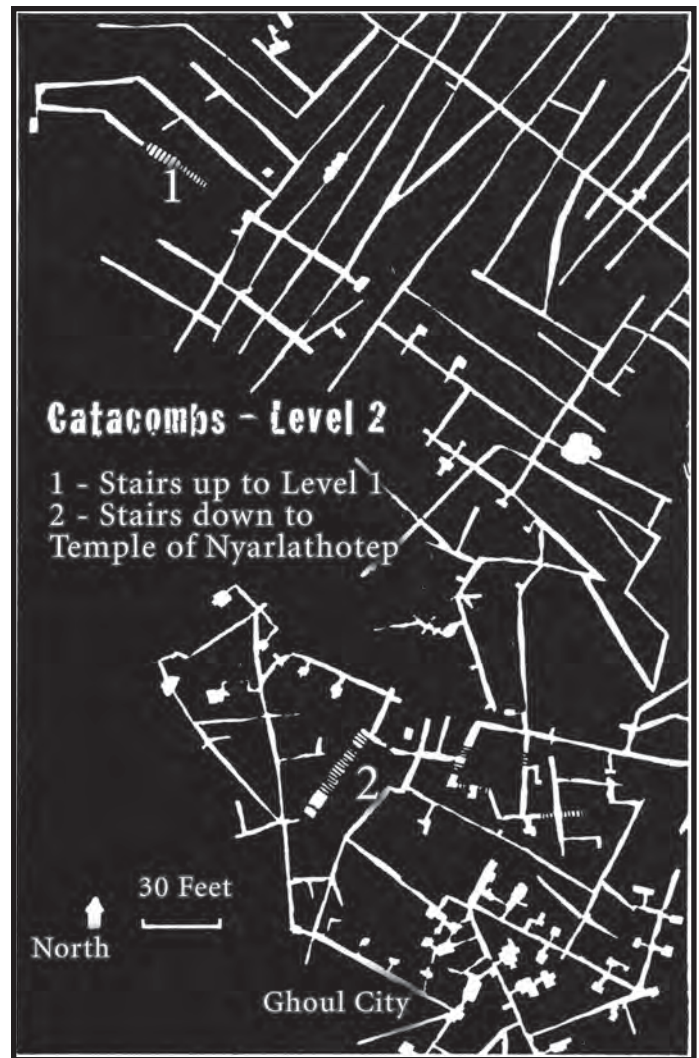 1
Catacombs – Level 2
1 - Stairs up to Level 1
2 - Stairs down to
Temple of Nyarlathotep
2
30 Feet
North
Ghoul City